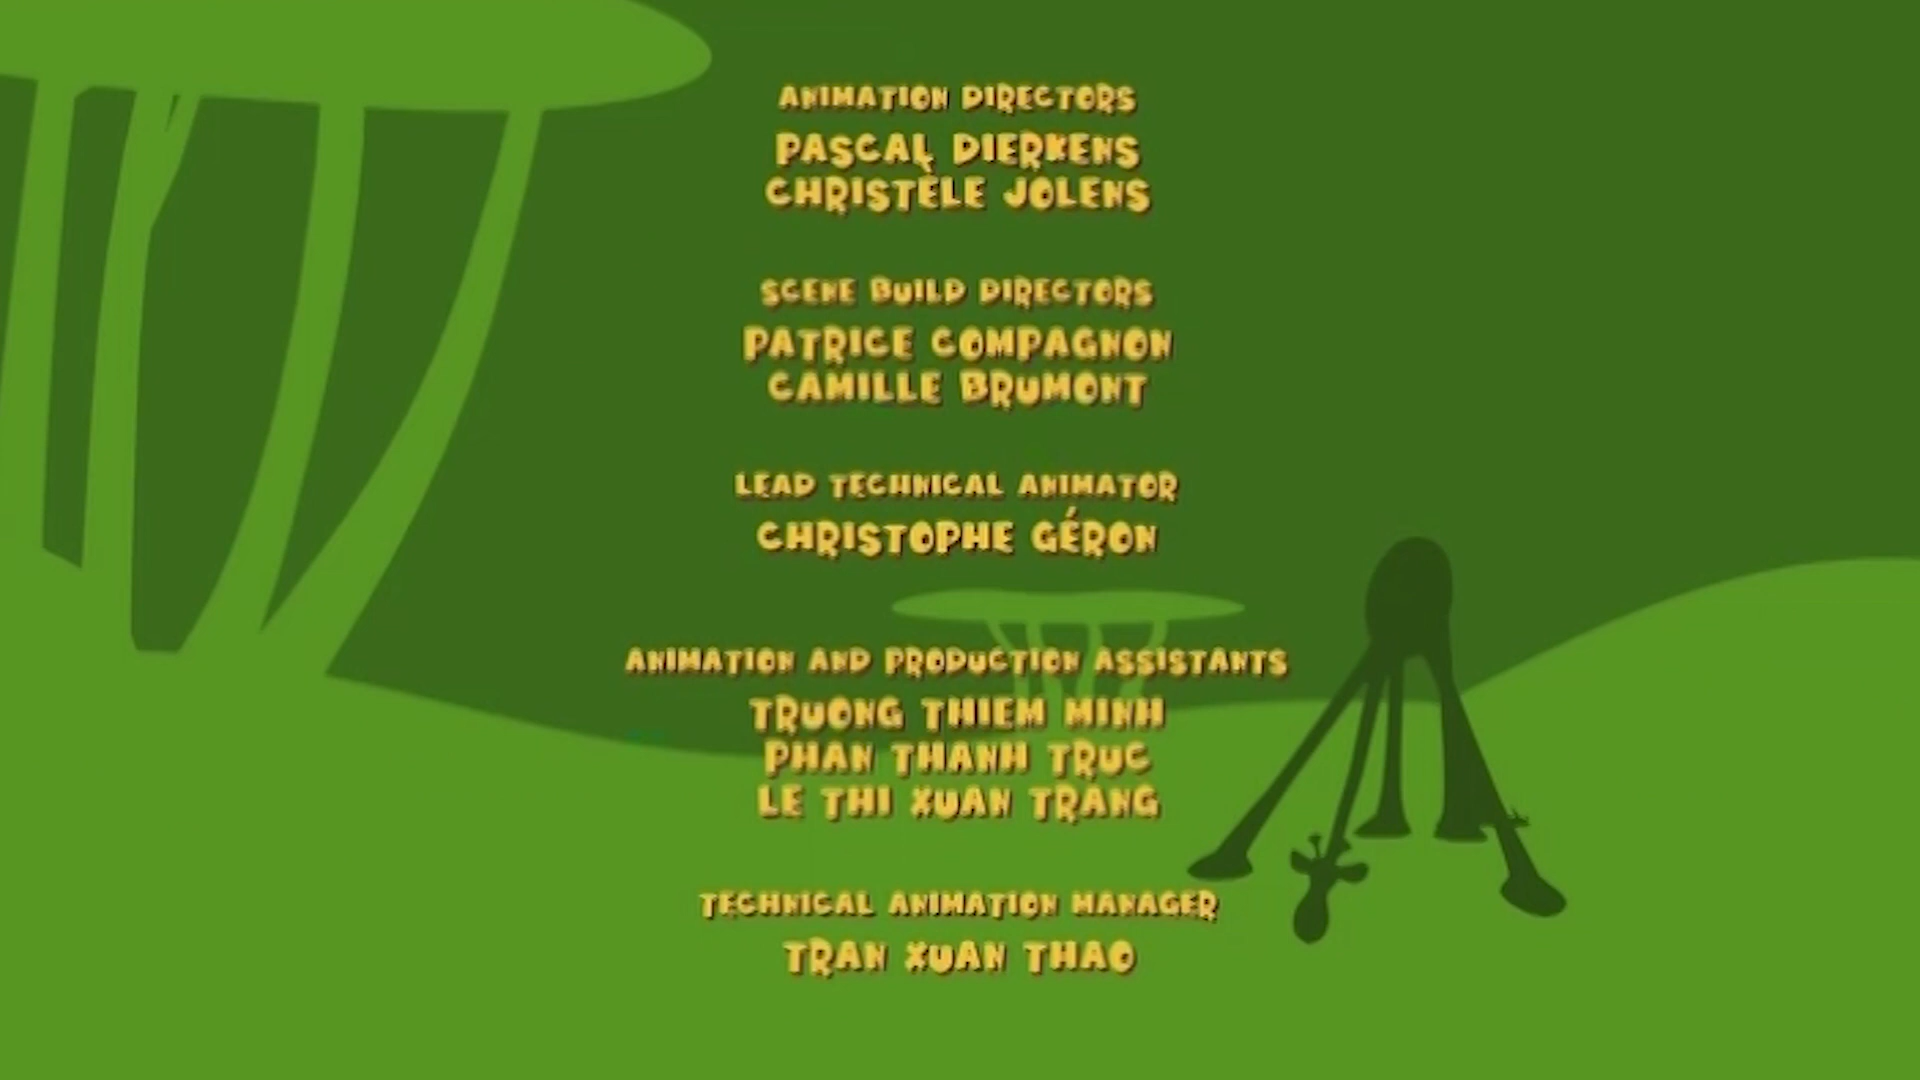 ANIMATION DIRECTORS
PASCAL DIERKENS
CHRISTÈLE JOLENS
SCENE BUILD DIRECTORS
PATRICE COMPAGNON
CAMILLE BRUMONT
LEAD TECHNICAL ANIMATOR
CHRISTOPHE GÉRON
ANIMATION AND PRODUCTION ASSISTANTS
TRUONG THIEM MINH
PHAN THANH TRUC
LE THI XUAN TRANG
TECHNICAL ANIMATION MANAGER
TRAN XUAN THAO